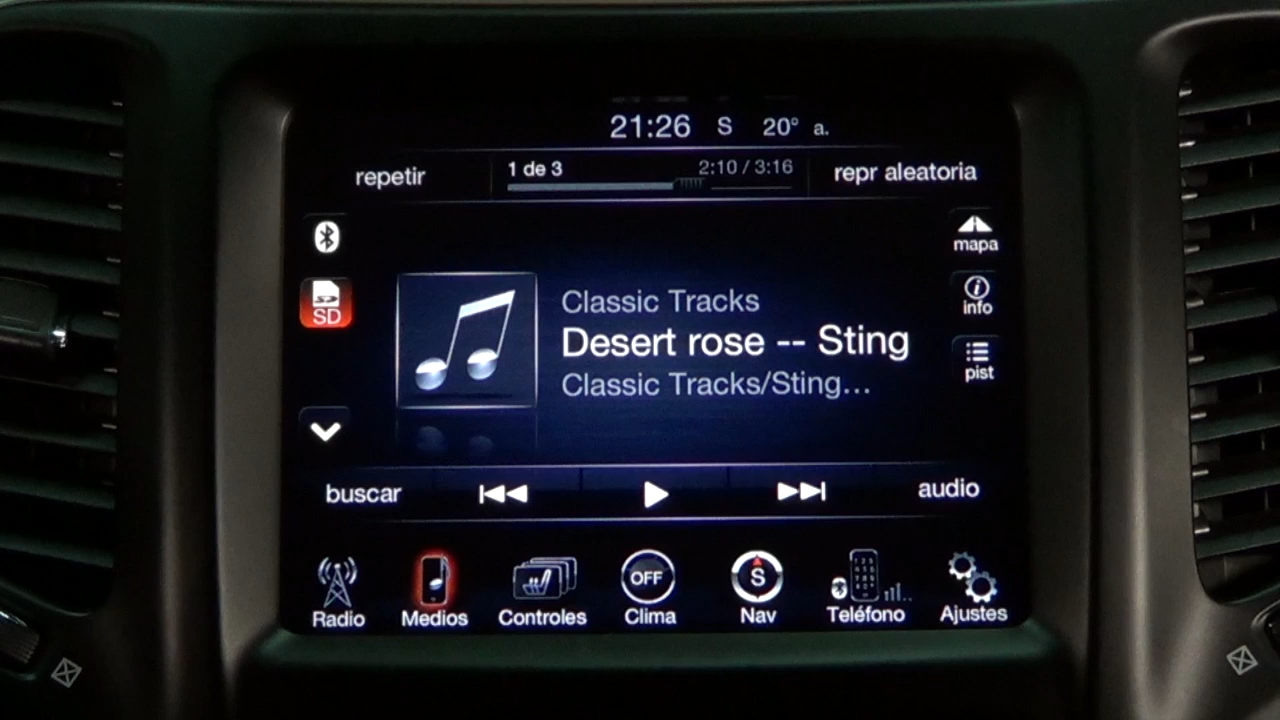 21:26 S 20° a.
repetir
1 de 3 2:10 / 3:16
repr aleatoria
mapa
SD
info
pist
Classic Tracks
Desert rose -- Sting
Classic Tracks/Sting...
buscar
audio
OFF
S
Radio Medios Controles Clima Nav Teléfono Ajustes